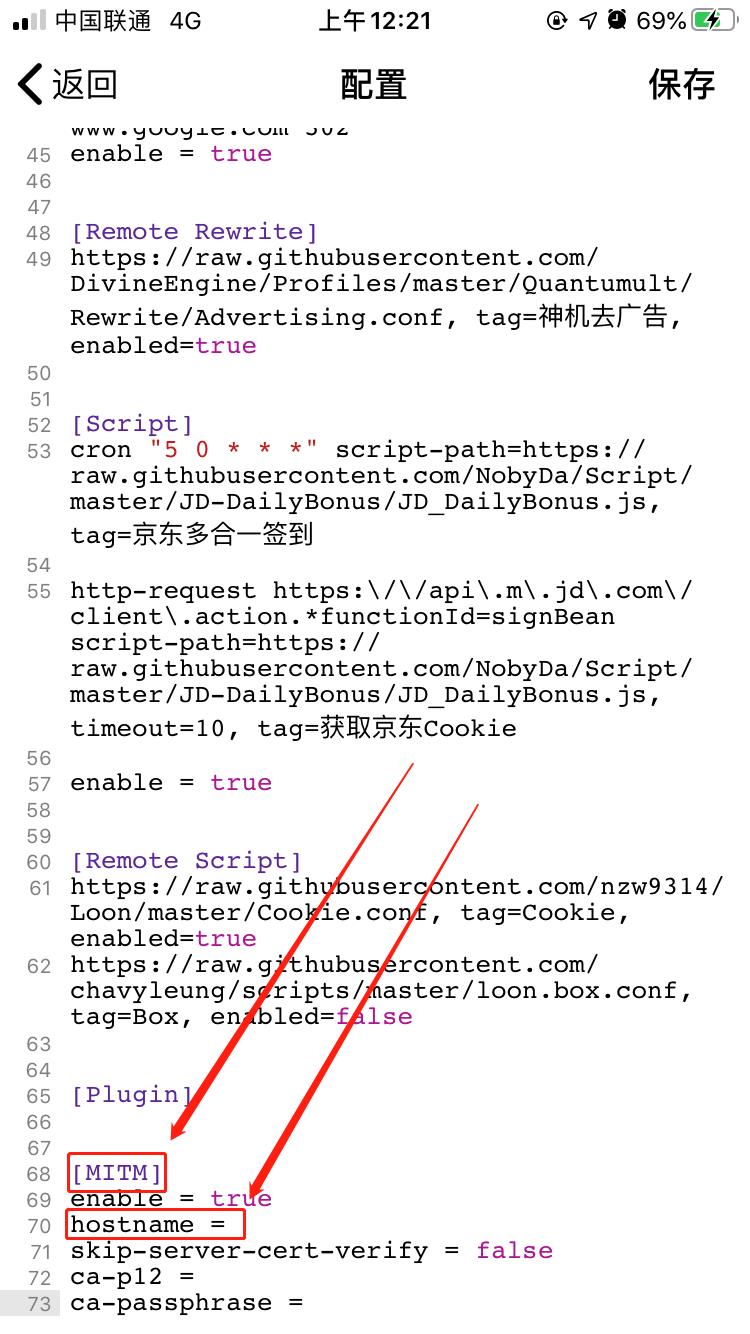 中国联通 4G 上午12:21 69%
返回 配置 保存
www.google.com 302
45 enable = true
46
47
48 [Remote Rewrite]
49 https://raw.githubusercontent.com/
DivineEngine/Profiles/master/Quantumult/
Rewrite/Advertising.conf, tag=神机去广告,
enabled=true
50
51
52 [Script]
53 cron "5 0 * * *" script-path=https://
raw.githubusercontent.com/NobyDa/Script/
master/JD-DailyBonus/JD_DailyBonus.js,
tag=京东多合一签到
54
55 http-request https:\/\/api\.m\.jd\.com\/
client\.action.*functionId=signBean
script-path=https://
raw.githubusercontent.com/NobyDa/Script/
master/JD-DailyBonus/JD_DailyBonus.js,
timeout=10, tag=获取京东Cookie
56
57 enable = true
58
59
60 [Remote Script]
61 https://raw.githubusercontent.com/nzw9314/
Loon/master/Cookie.conf, tag=Cookie,
enabled=true
62 https://raw.githubusercontent.com/
chavyleung/scripts/master/loon.box.conf,
tag=Box, enabled=false
63
64
65 [Plugin]
66
67
68 [MITM]
69 enable = true
70 hostname =
71 skip-server-cert-verify = false
72 ca-p12 =
73 ca-passphrase =